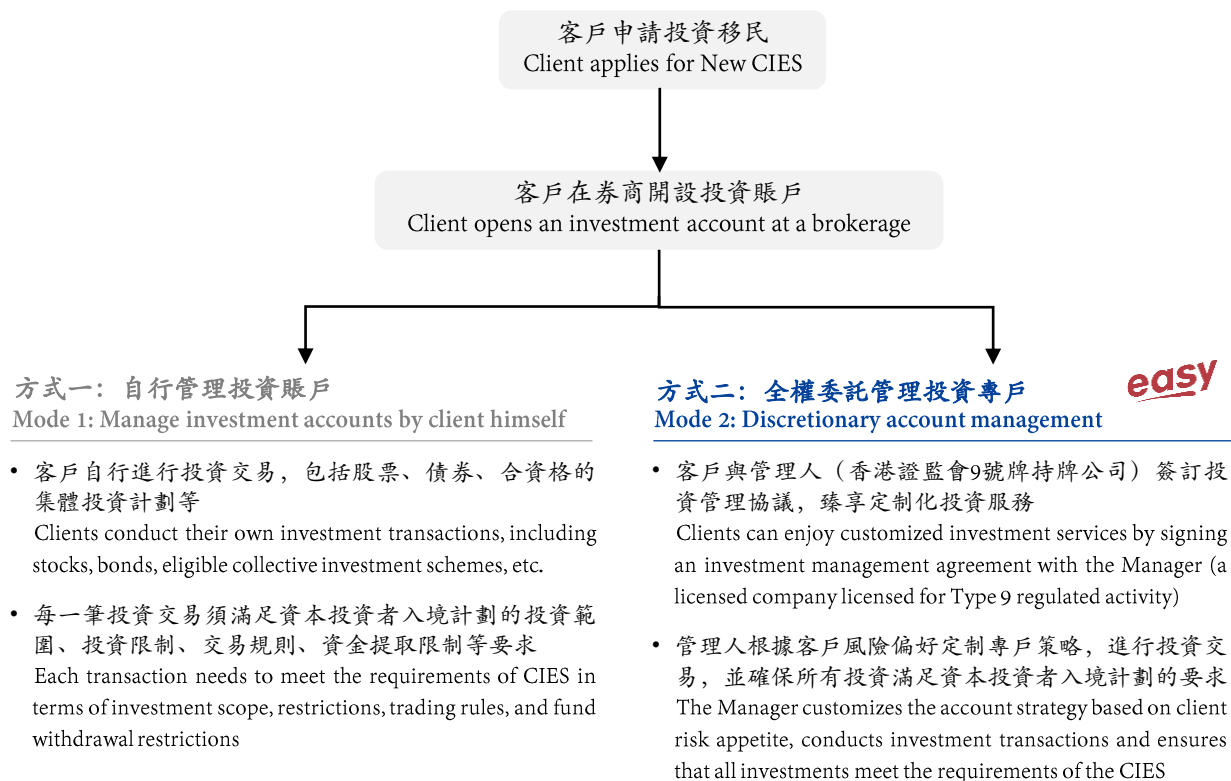 客戶申請投資移民
Client applies for New CIES
客戶在券商開設投資賬戶
Client opens an investment account at a brokerage
方式一：自行管理投資賬戶
Mode 1: Manage investment accounts by client himself
• 客戶自行進行投資交易，包括股票、債券、合資格的
集體投資計劃等
Clients conduct their own investment transactions, including
stocks, bonds, eligible collective investment schemes, etc.
• 每一筆投資交易須滿足資本投資者入境計劃的投資範
圍、投資限制、交易規則、資金提取限制等要求
Each transaction needs to meet the requirements of CIES in
terms of investment scope, restrictions, trading rules, and fund
withdrawal restrictions
方式二：全權委託管理投資專戶
Mode 2: Discretionary account management
easy
• 客戶與管理人（香港證監會9號牌持牌公司）簽訂投
資管理協議，臻享定制化投資服務
Clients can enjoy customized investment services by signing
an investment management agreement with the Manager (a
licensed company licensed for Type 9 regulated activity)
• 管理人根據客戶風險偏好定制專戶策略，進行投資交
易，並確保所有投資滿足資本投資者入境計劃的要求
The Manager customizes the account strategy based on client
risk appetite, conducts investment transactions and ensures
that all investments meet the requirements of the CIES